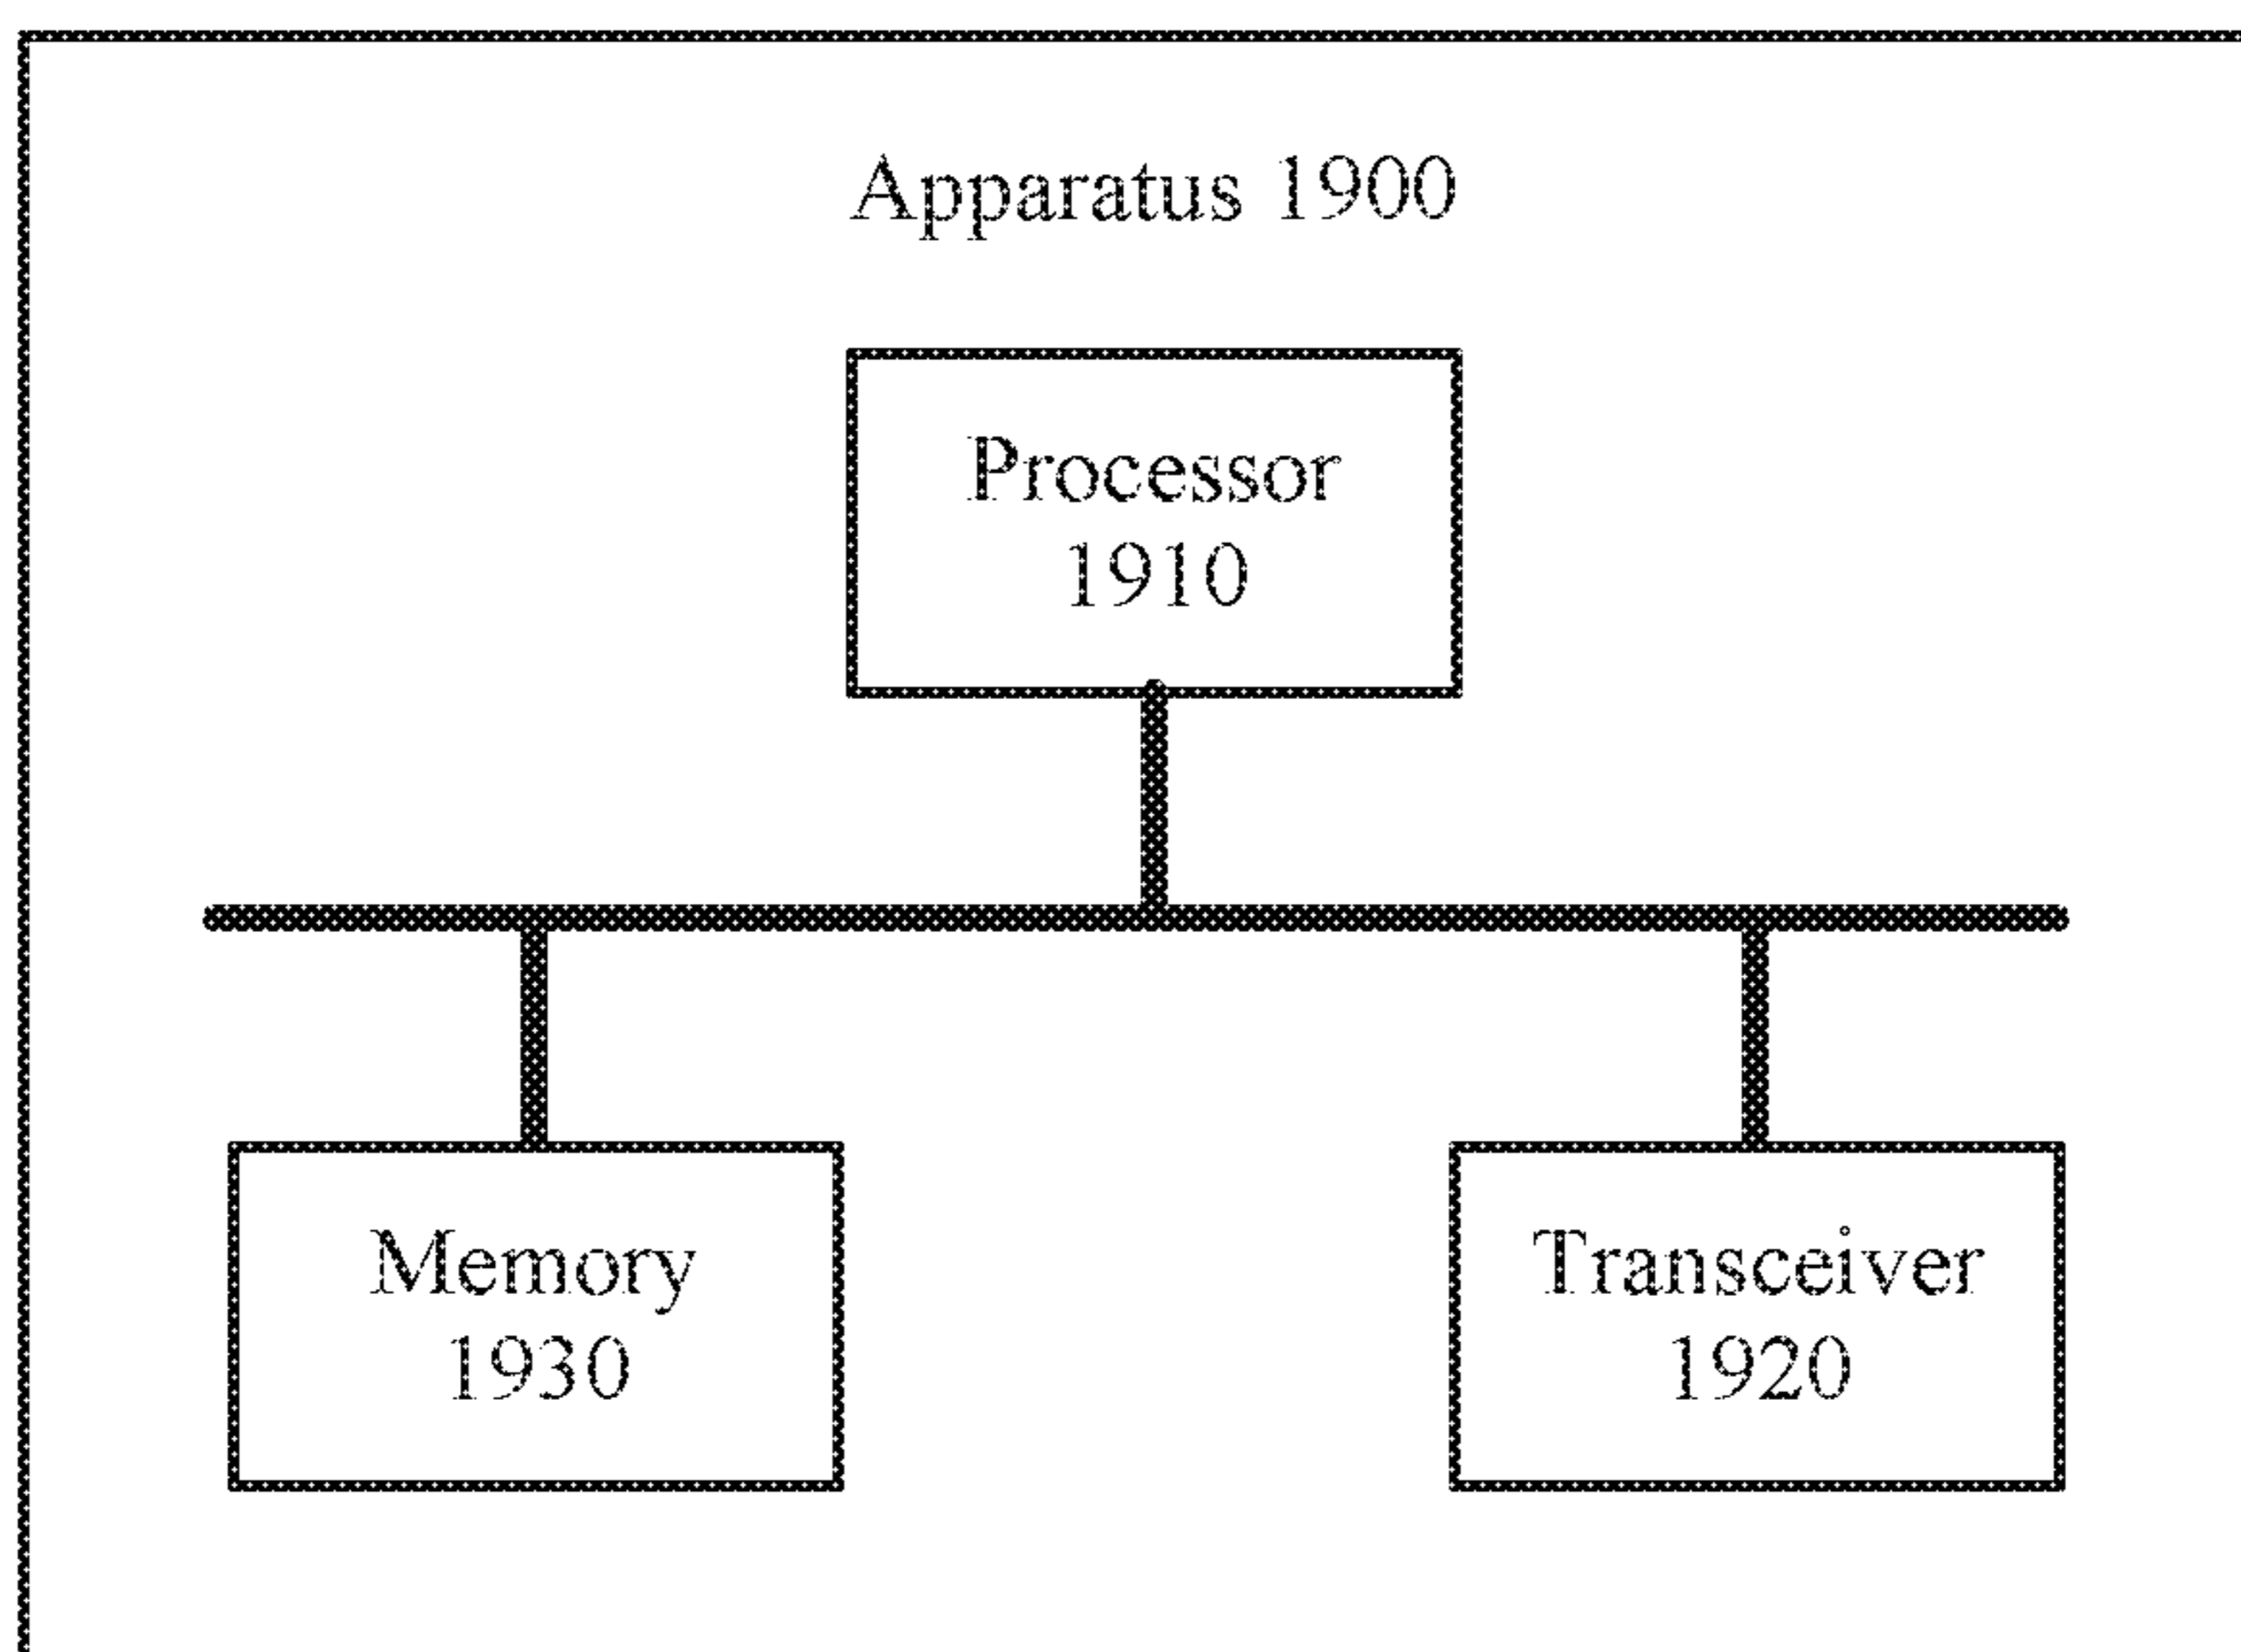 Apparatus 1900
Processor
1910
Memory
1930
Transceiver
1920